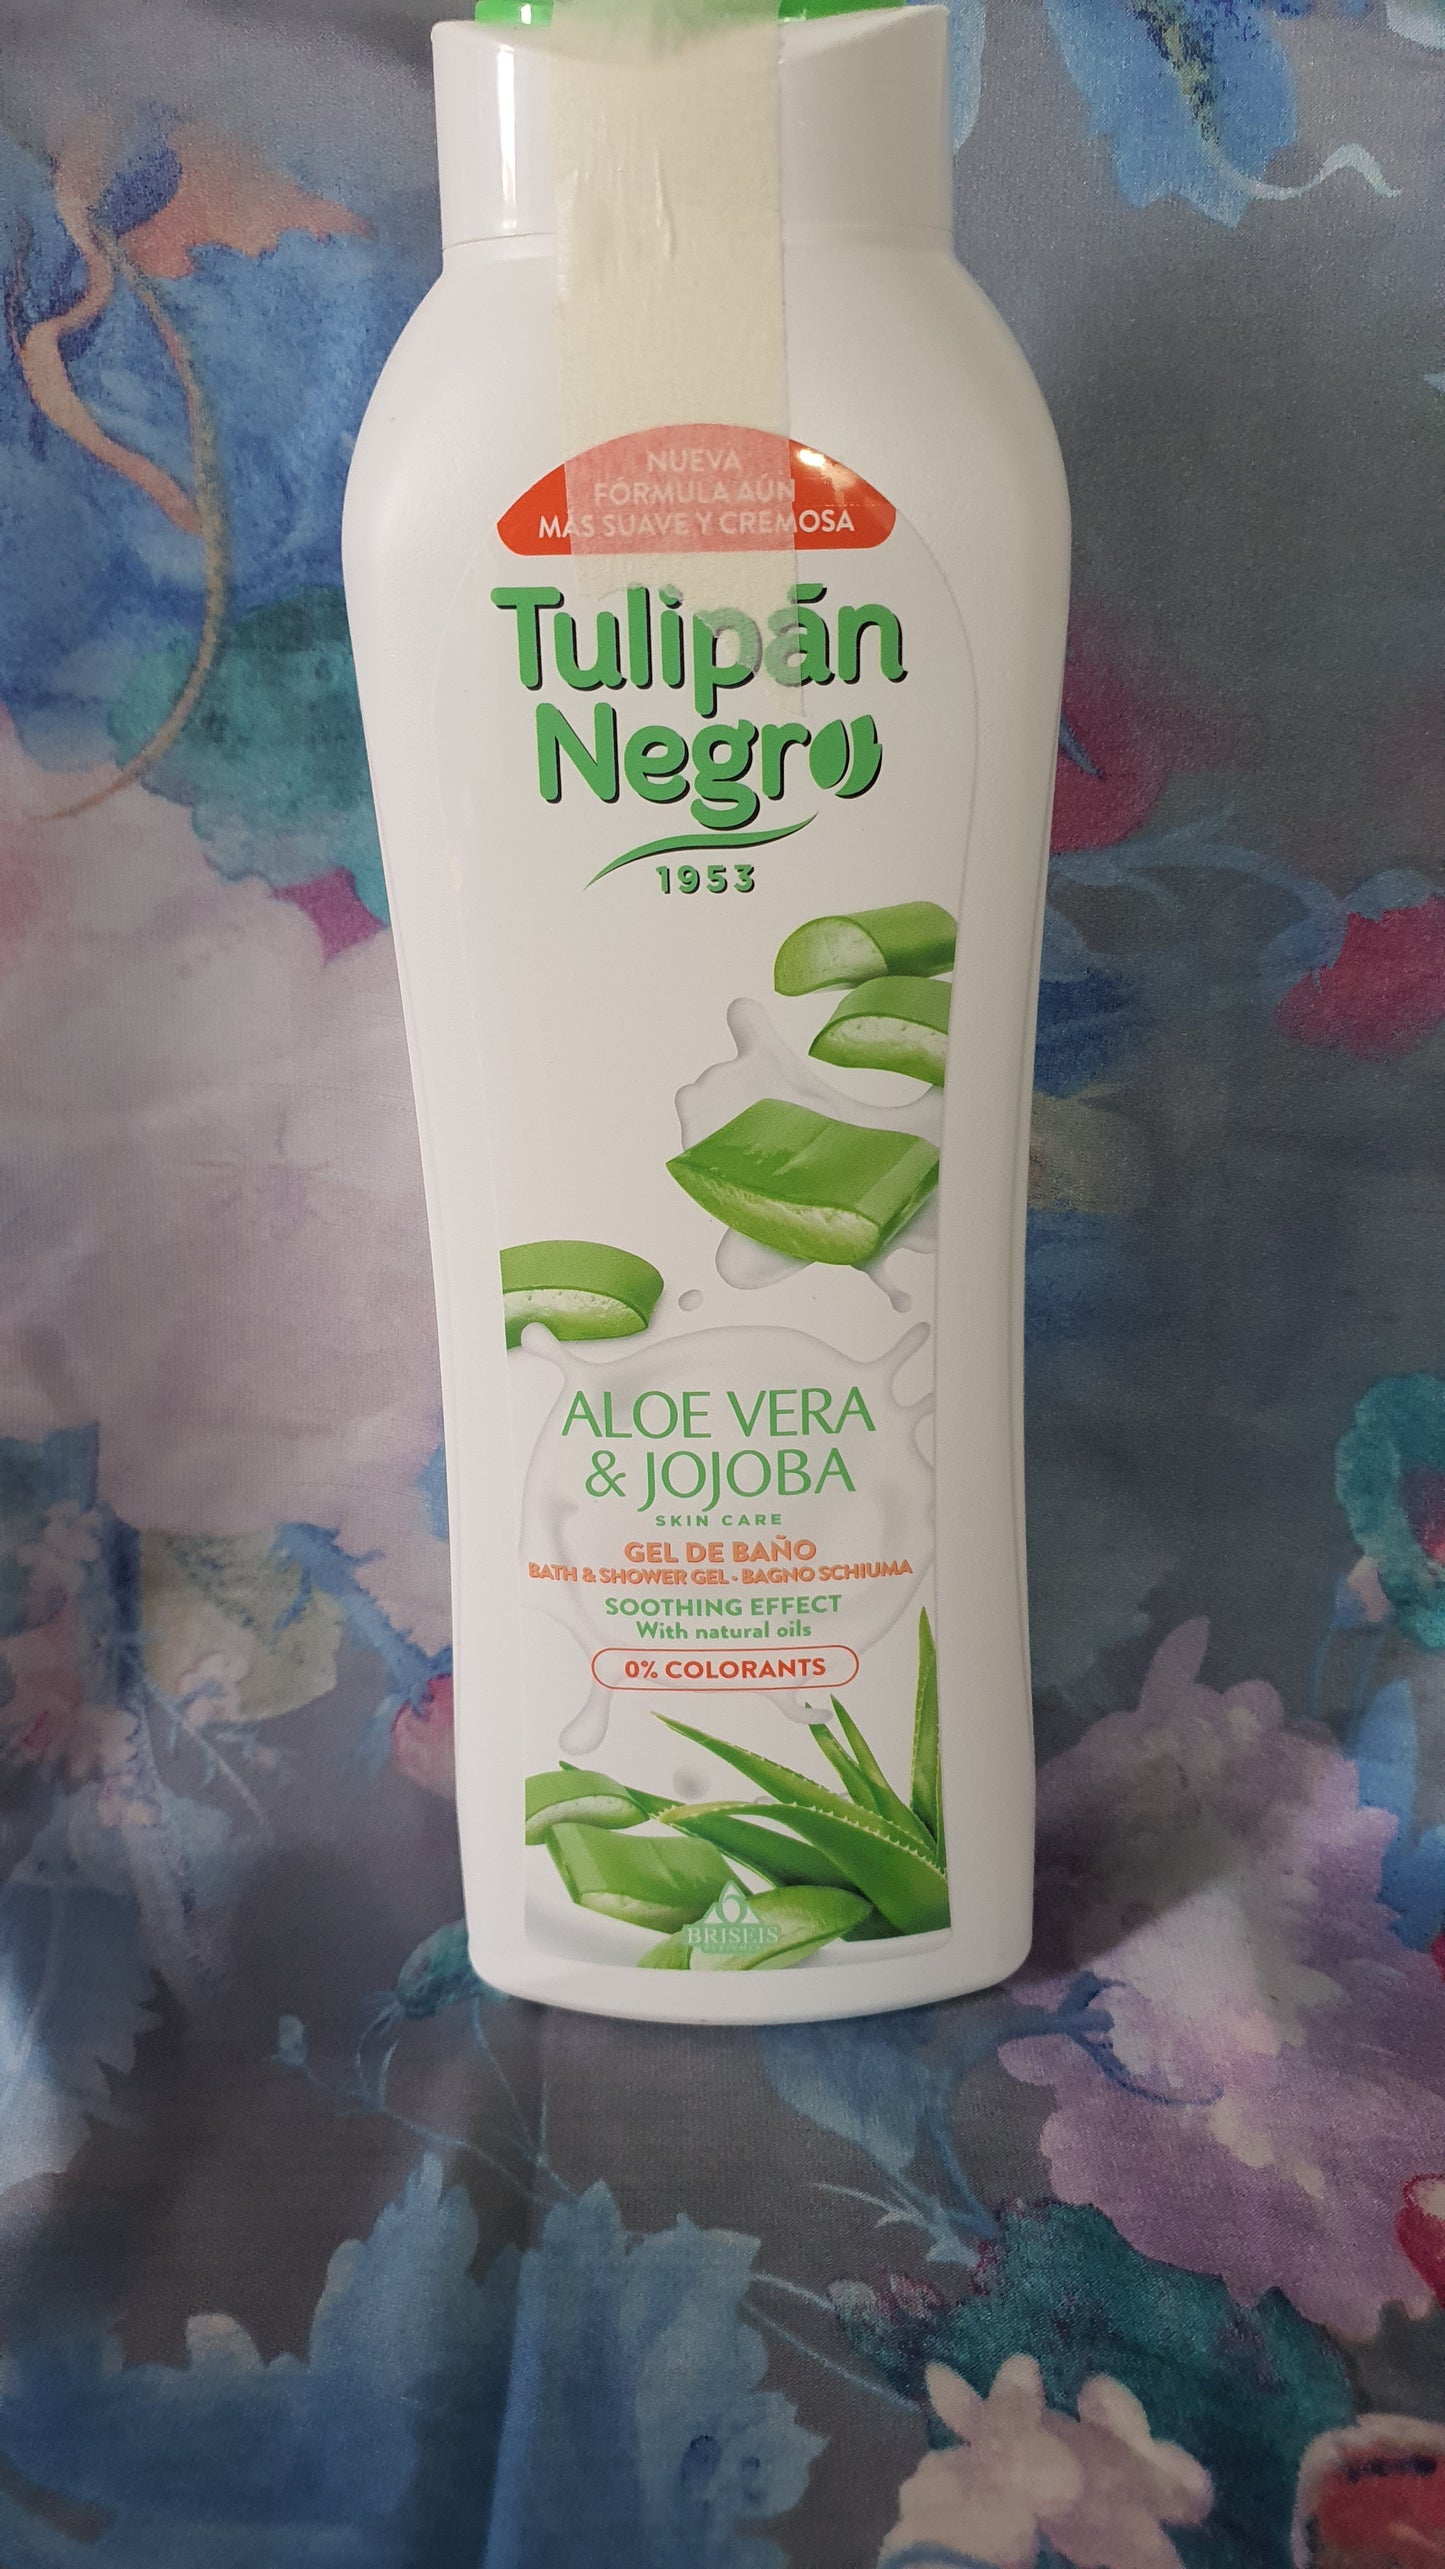 NUEVA
FÓRMULA AÚN
MÁS SUAVE Y CREMOSA
Tulipán
Negro
1953
ALOE VERA
& JOJOBA
SKIN CARE
GEL DE BAÑO
BATH & SHOWER GEL - BAGNO SCHIUMA
SOOTHING EFFECT
With natural oils
0% COLORANTS
BRISEIS